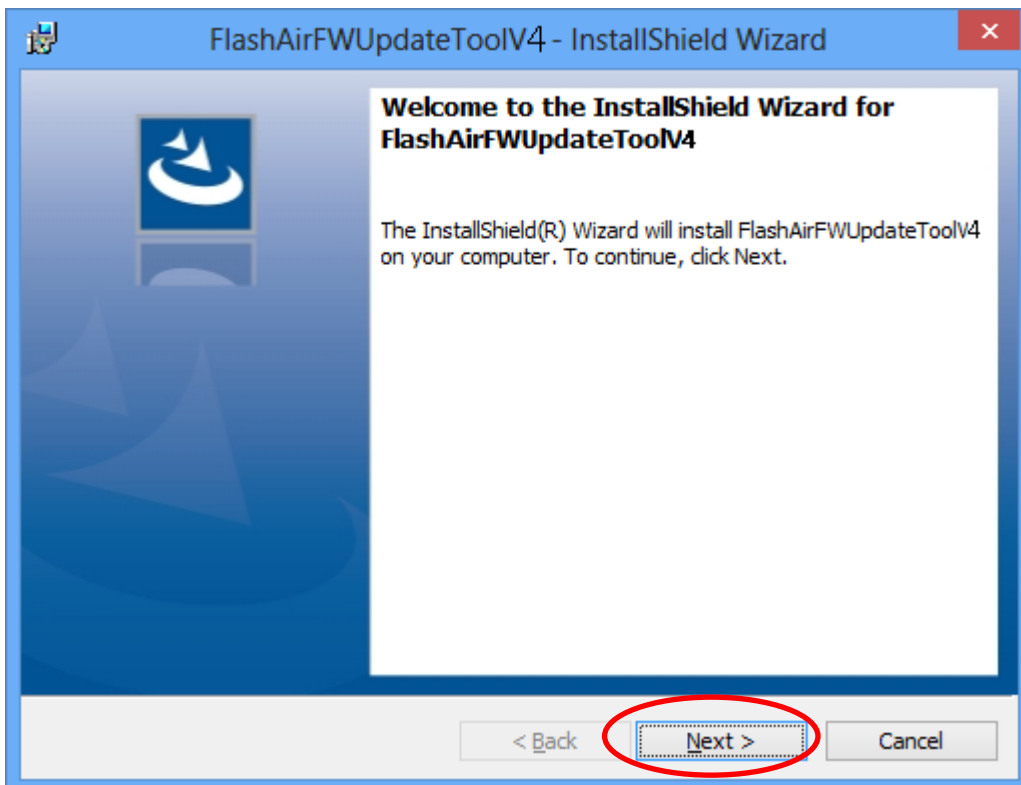 FlashAirFWUpdateToolV4 - InstallShield Wizard
Welcome to the InstallShield Wizard for
FlashAirFWUpdateToolV4
The InstallShield(R) Wizard will install FlashAirFWUpdateToolV4
on your computer. To continue, click Next.
< Back Next > Cancel